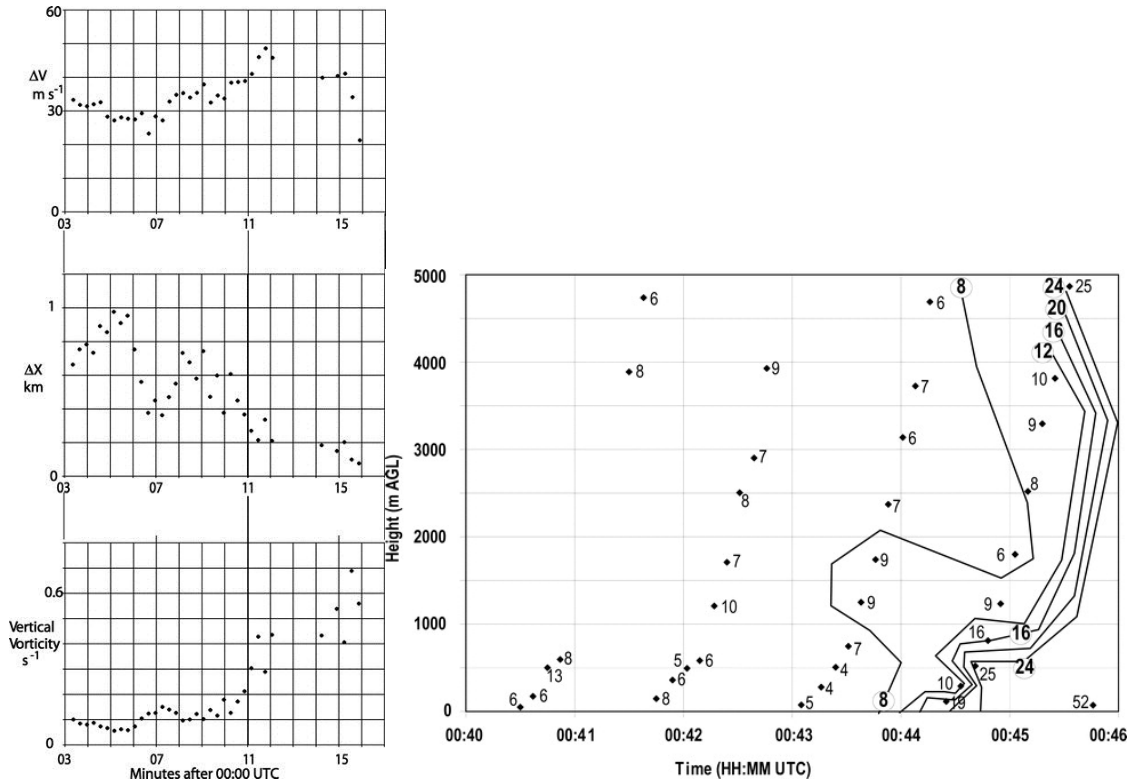 60
ΔV
m s-1
30
0
03 07 11 15
1
ΔX
km
0
03 07 11 15
0.6
Vertical
Vorticity
s-1
0
03 07 11 15
Minutes after 00:00 UTC
5000 8 24 25
6 6 20
16
12
4000 8 9 7 10
6 9
3000 7
8 7 8
2000
7 9 6
10 9 9
1000 16 16
8 5 6 7 25 24
13 4 10
6 6 8 6 5 4 8 19 52
0
00:40 00:41 00:42 00:43 00:44 00:45 00:46
Height (m AGL)
Time (HH:MM UTC)